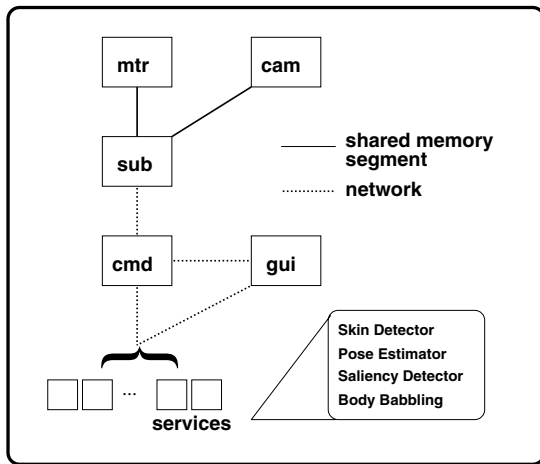 mtr
cam
sub
shared memory
segment
network
cmd
gui
Skin Detector
Pose Estimator
Saliency Detector
Body Babbling
...
services